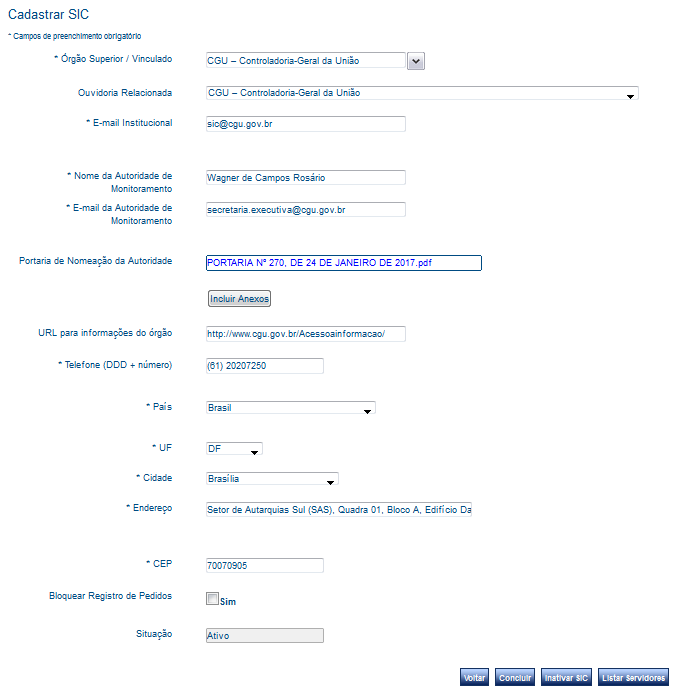 Cadastrar SIC
* Campos de preenchimento obrigatório
* Órgão Superior / Vinculado CGU – Controladoria-Geral da União
Ouvidoria Relacionada CGU – Controladoria-Geral da União
* E-mail Institucional sic@cgu.gov.br
* Nome da Autoridade de
Monitoramento Wagner de Campos Rosário
* E-mail da Autoridade de
Monitoramento secretaria.executiva@cgu.gov.br
Portaria de Nomeação da Autoridade PORTARIA Nº 270, DE 24 DE JANEIRO DE 2017.pdf
Incluir Anexos
URL para informações do órgão http://www.cgu.gov.br/Acessoainformacao/
* Telefone (DDD + número) (61) 20207250
* País Brasil
* UF DF
* Cidade Brasília
* Endereço Setor de Autarquias Sul (SAS), Quadra 01, Bloco A, Edifício Da
* CEP 70070905
Bloquear Registro de Pedidos Sim
Situação Ativo
Voltar Concluir Inativar SIC Listar Servidores